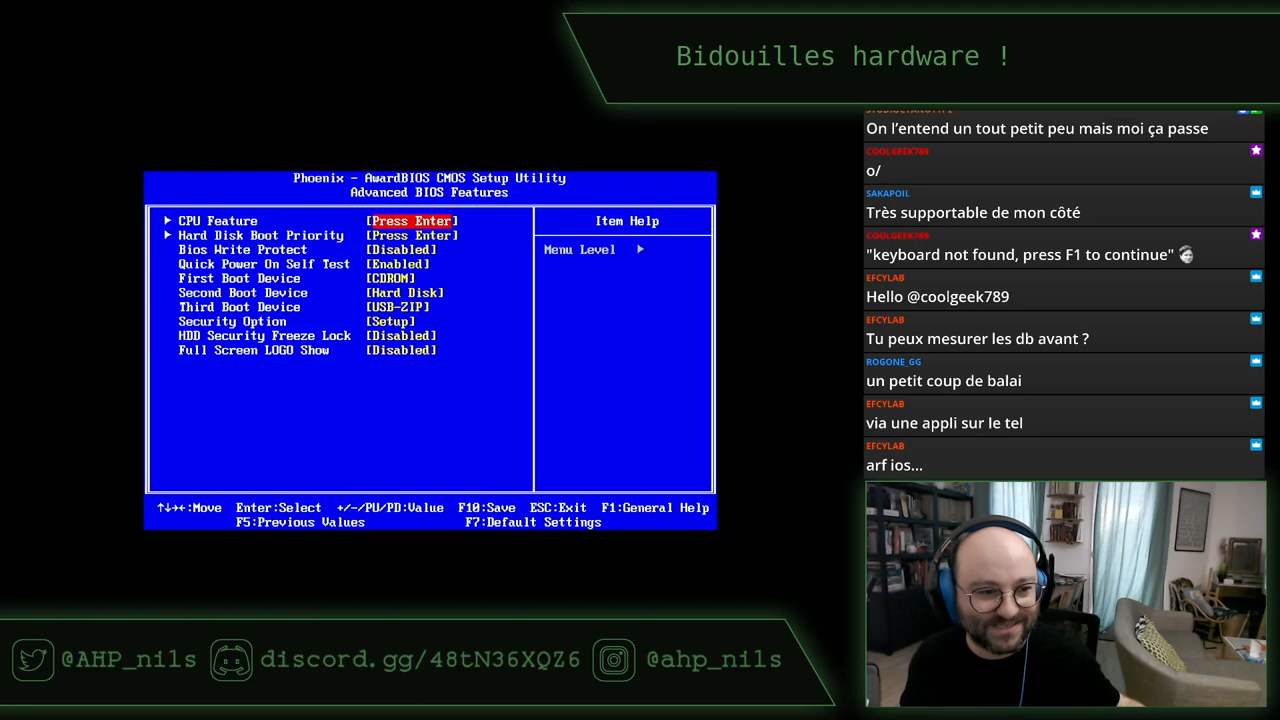 Bidouilles hardware !
On l'entend un tout petit peu mais moi ça passe
COOLGEEK789
o/
SAKAPOIL
Très supportable de mon côté
COOLGEEK789
"keyboard not found, press F1 to continue"
EFCYLAB
Hello @coolgeek789
EFCYLAB
Tu peux mesurer les db avant ?
ROGONE_GG
un petit coup de balai
EFCYLAB
via une appli sur le tel
EFCYLAB
arf ios...
Phoenix - AwardBIOS CMOS Setup Utility
Advanced BIOS Features
CPU Feature [Press Enter]
Hard Disk Boot Priority [Press Enter]
Bios Write Protect [Disabled]
Quick Power On Self Test [Enabled]
First Boot Device [CDROM]
Second Boot Device [Hard Disk]
Third Boot Device [USB-ZIP]
Security Option [Setup]
HDD Security Freeze Lock [Disabled]
Full Screen LOGO Show [Disabled]
Item Help
Menu Level ▶
↑↓→←:Move Enter:Select +/-/PU/PD:Value F10:Save ESC:Exit F1:General Help
F5:Previous Values F7:Default Settings
@AHP_nils discord.gg/48tN36XQZ6 @ahp_nils